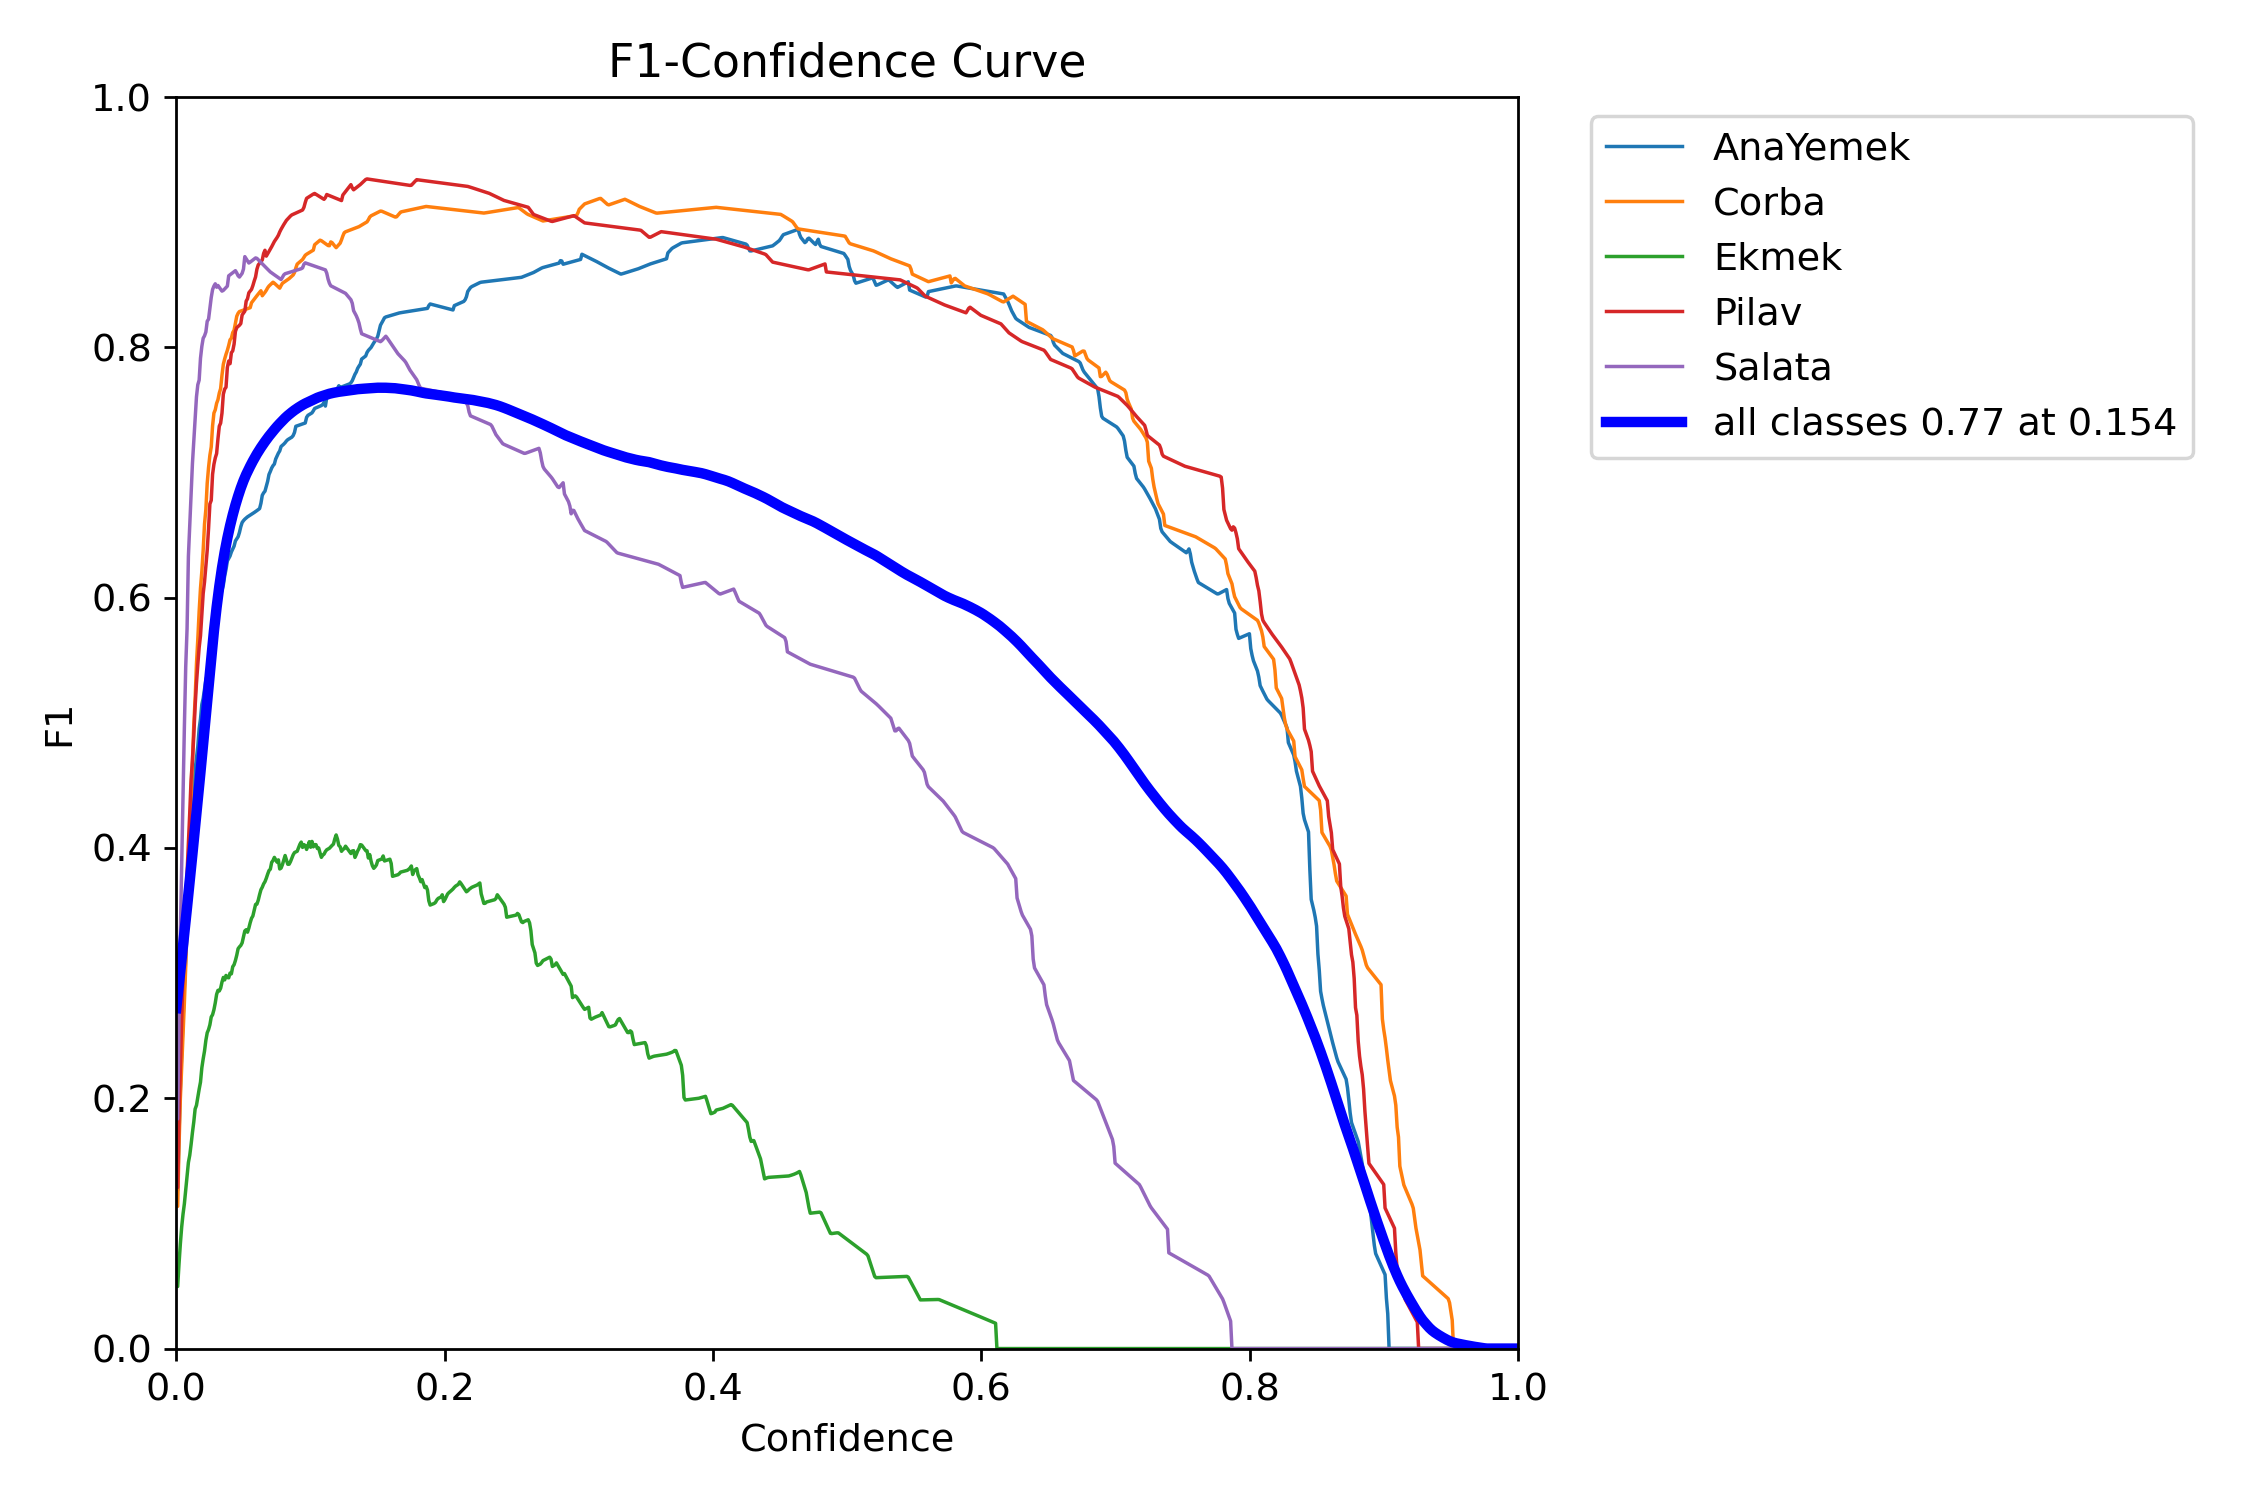 F1-Confidence Curve
1.0
0.8
0.6
0.4
0.2
0.0
F1
0.0 0.2 0.4 0.6 0.8 1.0
Confidence
AnaYemek
Corba
Ekmek
Pilav
Salata
all classes 0.77 at 0.154